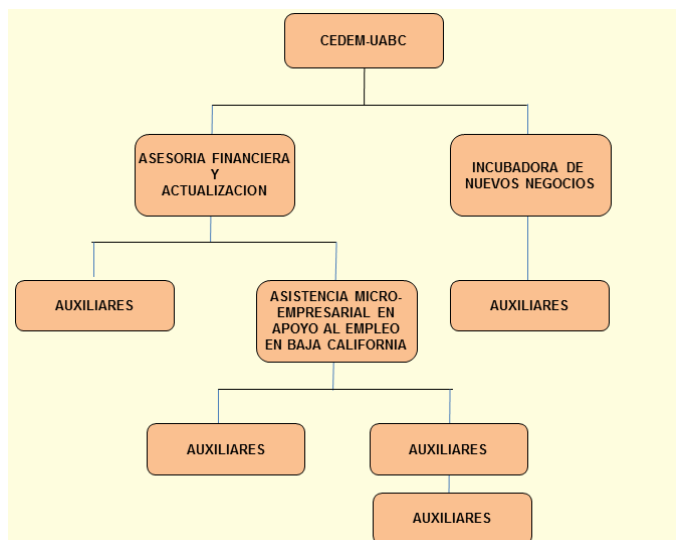 CEDEM-UABC
ASESORIA FINANCIERA
Y
ACTUALIZACION
INCUBADORA DE
NUEVOS NEGOCIOS
AUXILIARES
ASISTENCIA MICRO-
EMPRESARIAL EN
APOYO AL EMPLEO
EN BAJA CALIFORNIA
AUXILIARES
AUXILIARES
AUXILIARES
AUXILIARES